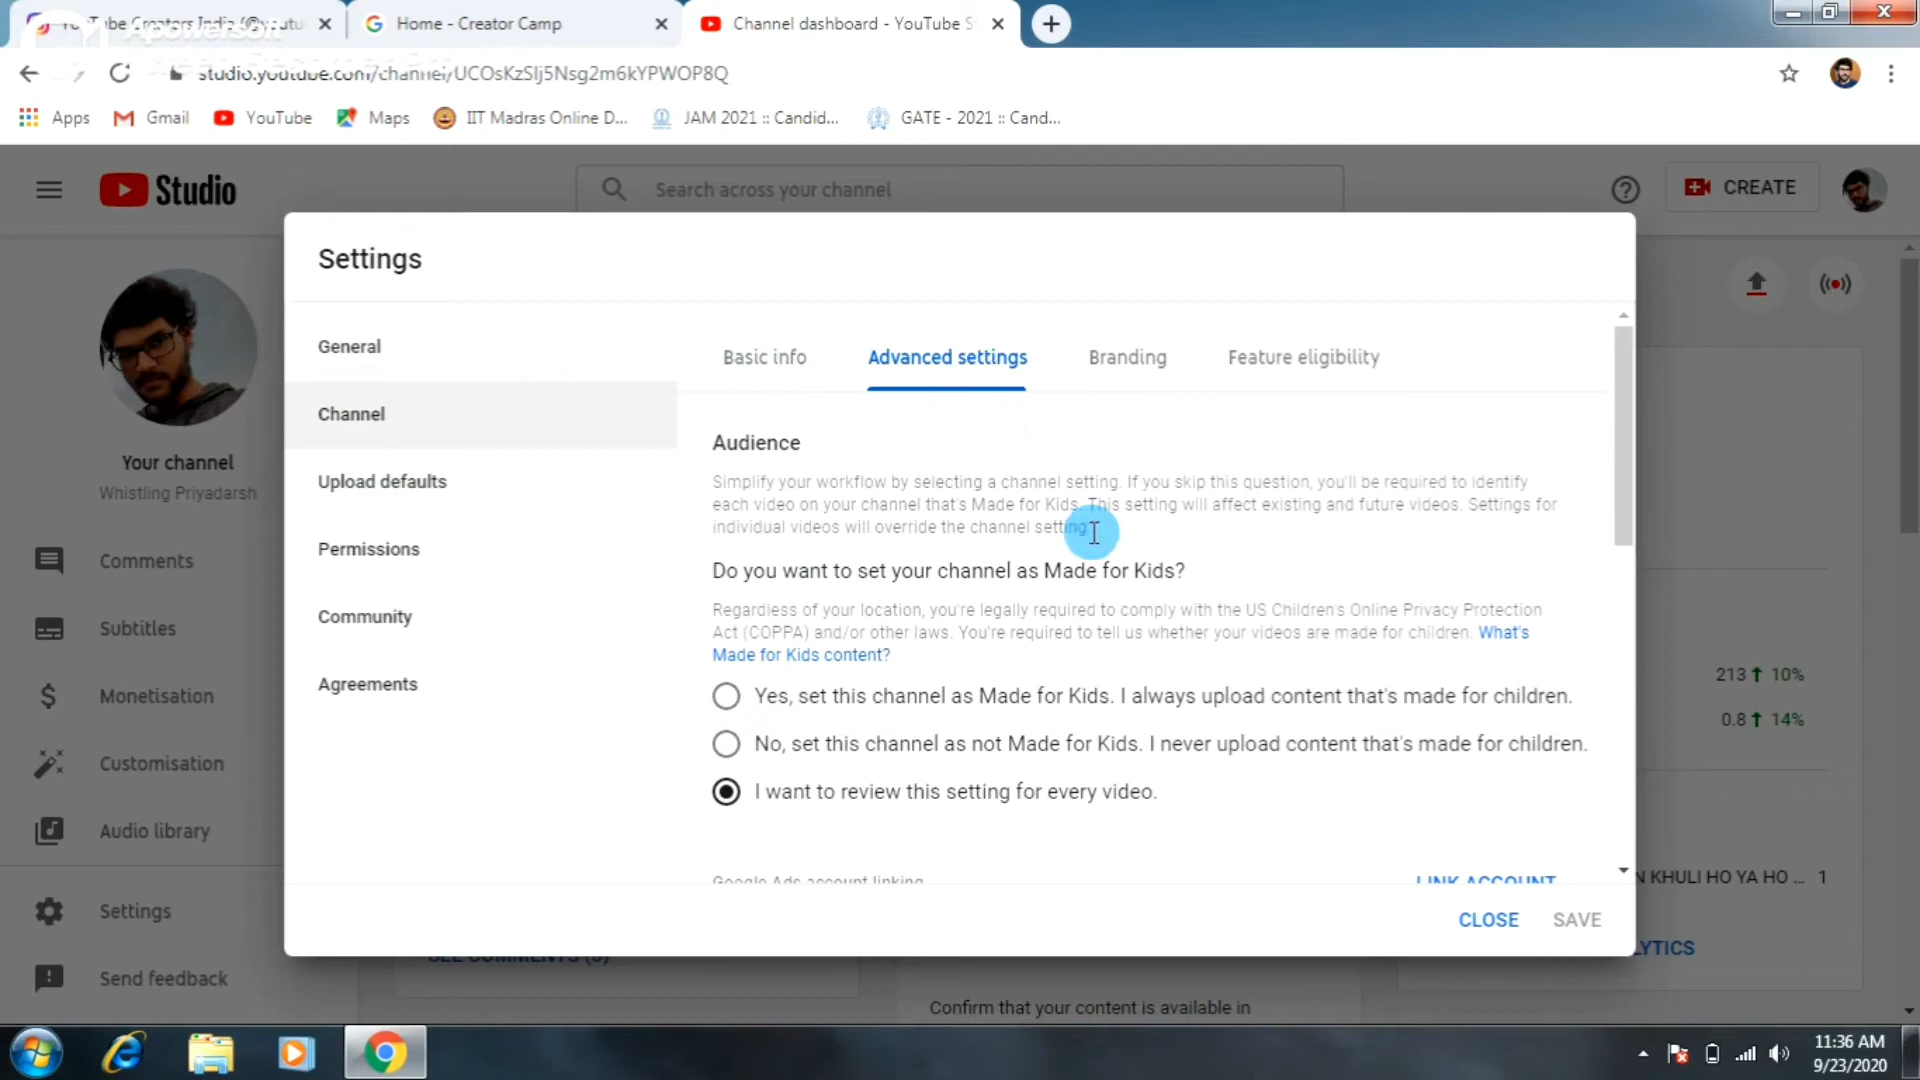 YouTube Creators India (@youtu
Home - Creator Camp
Channel dashboard - YouTube S
Apowersoft
studio.youtube.com/channel/UCOsKzSIj5Nsg2m6kYPWOP8Q
Apps
Gmail
YouTube
Maps
IIT Madras Online D...
JAM 2021 :: Candid...
GATE - 2021 :: Cand...
Studio
Search across your channel
CREATE
Settings
General
Channel
Upload defaults
Permissions
Community
Agreements
Basic info
Advanced settings
Branding
Feature eligibility
Audience
Simplify your workflow by selecting a channel setting. If you skip this question, you'll be required to identify
each video on your channel that's Made for Kids. This setting will affect existing and future videos. Settings for
individual videos will override the channel setting.
Do you want to set your channel as Made for Kids?
Regardless of your location, you're legally required to comply with the US Children's Online Privacy Protection
Act (COPPA) and/or other laws. You're required to tell us whether your videos are made for children. What's
Made for Kids content?
Yes, set this channel as Made for Kids. I always upload content that's made for children.
No, set this channel as not Made for Kids. I never upload content that's made for children.
I want to review this setting for every video.
Google Ads account linking
LINK ACCOUNT
CLOSE
SAVE
Your channel
Whistling Priyadarsh
Comments
Subtitles
Monetisation
Customisation
Audio library
Settings
Send feedback
213 10%
0.8 14%
N KHULI HO YA HO ... 1
LYTICS
SEE COMMENTS (0)
Confirm that your content is available in
11:36 AM
9/23/2020